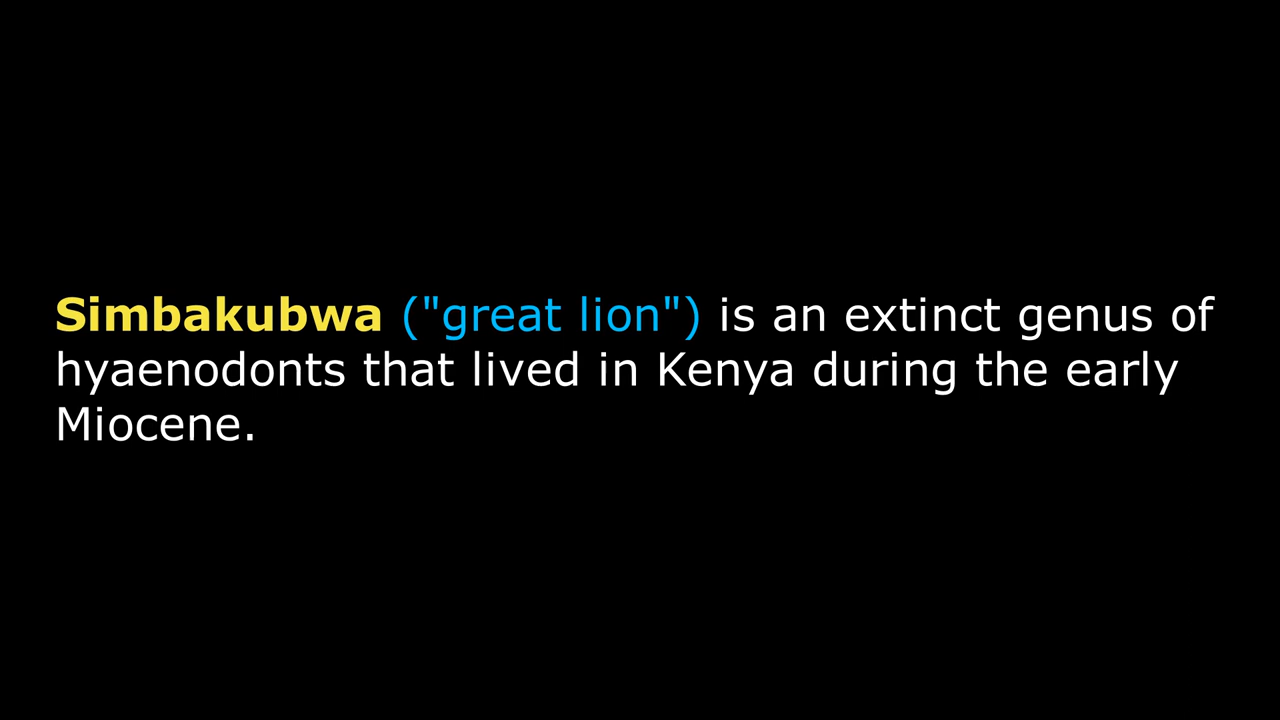 Simbakubwa ("great lion") is an extinct genus of
hyaenodonts that lived in Kenya during the early
Miocene.